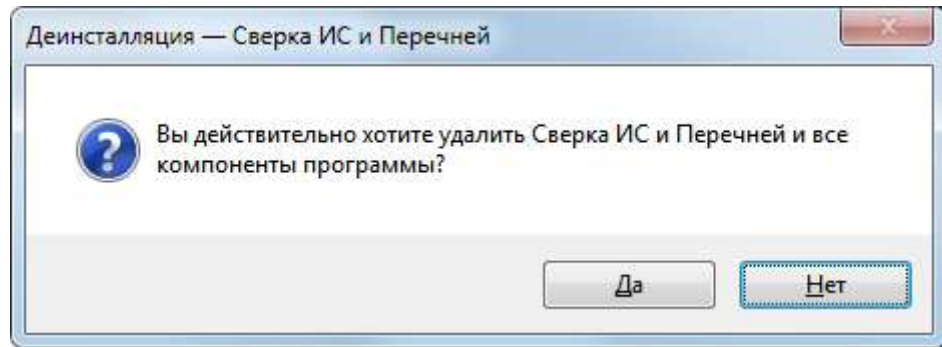 Деинсталляция — Сверка ИС и Перечней
Вы действительно хотите удалить Сверка ИС и Перечней и все
компоненты программы?
Да
Нет